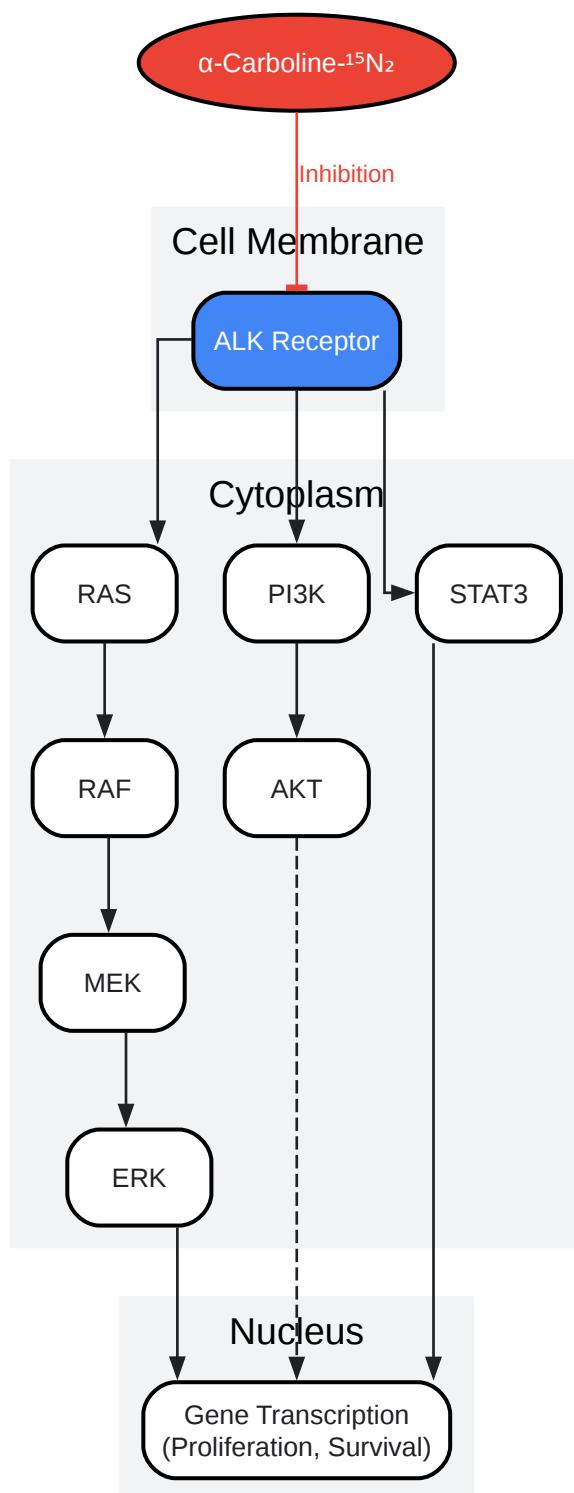 α-Carboline-¹⁵N₂
Inhibition
Cell Membrane
ALK Receptor
Cytoplasm
RAS
PI3K
STAT3
RAF
AKT
MEK
ERK
Nucleus
Gene Transcription
(Proliferation, Survival)